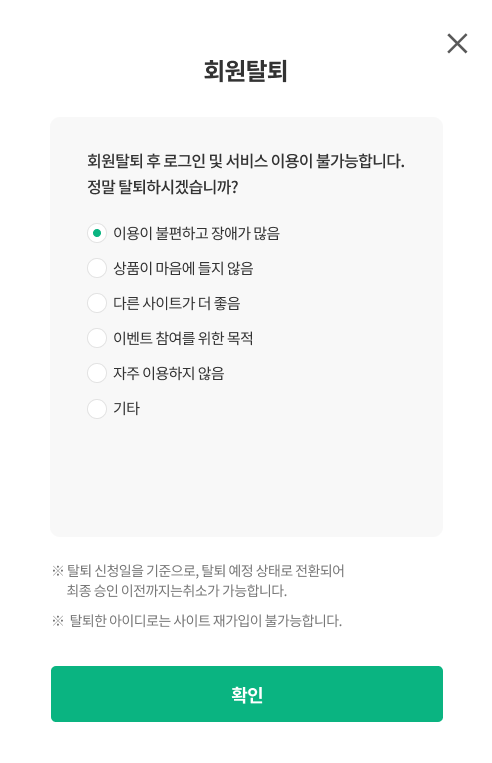 회원탈퇴
회원탈퇴 후 로그인 및 서비스 이용이 불가능합니다.
정말 탈퇴하시겠습니까?
이용이 불편하고 장애가 많음
상품이 마음에 들지 않음
다른 사이트가 더 좋음
이벤트 참여를 위한 목적
자주 이용하지 않음
기타
※ 탈퇴 신청일을 기준으로, 탈퇴 예정 상태로 전환되어
최종 승인 이전까지는취소가 가능합니다.
※ 탈퇴한 아이디로는 사이트 재가입이 불가능합니다.
확인